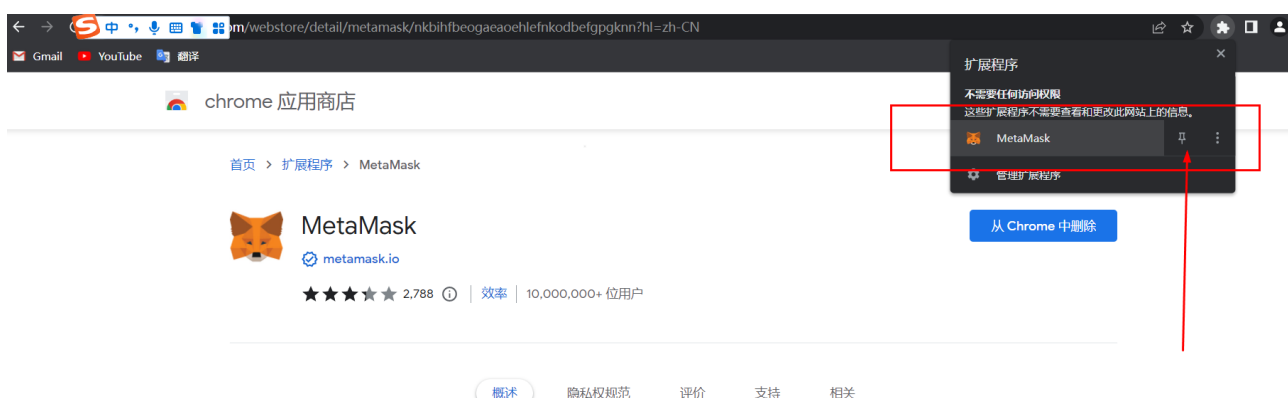 中
om/webstore/detail/metamask/nkbihfbeogaeaoehlefnkodbefgpgknn?hl=zh-CN
Gmail YouTube 翻译
扩展程序
不需要任何访问权限
这些扩展程序不需要查看和更改此网站上的信息。
MetaMask
管理扩展程序
chrome 应用商店
首页 > 扩展程序 > MetaMask
MetaMask
从 Chrome 中删除
metamask.io
2,788 效率 10,000,000+ 位用户
概述 隐私权规范 评价 支持 相关